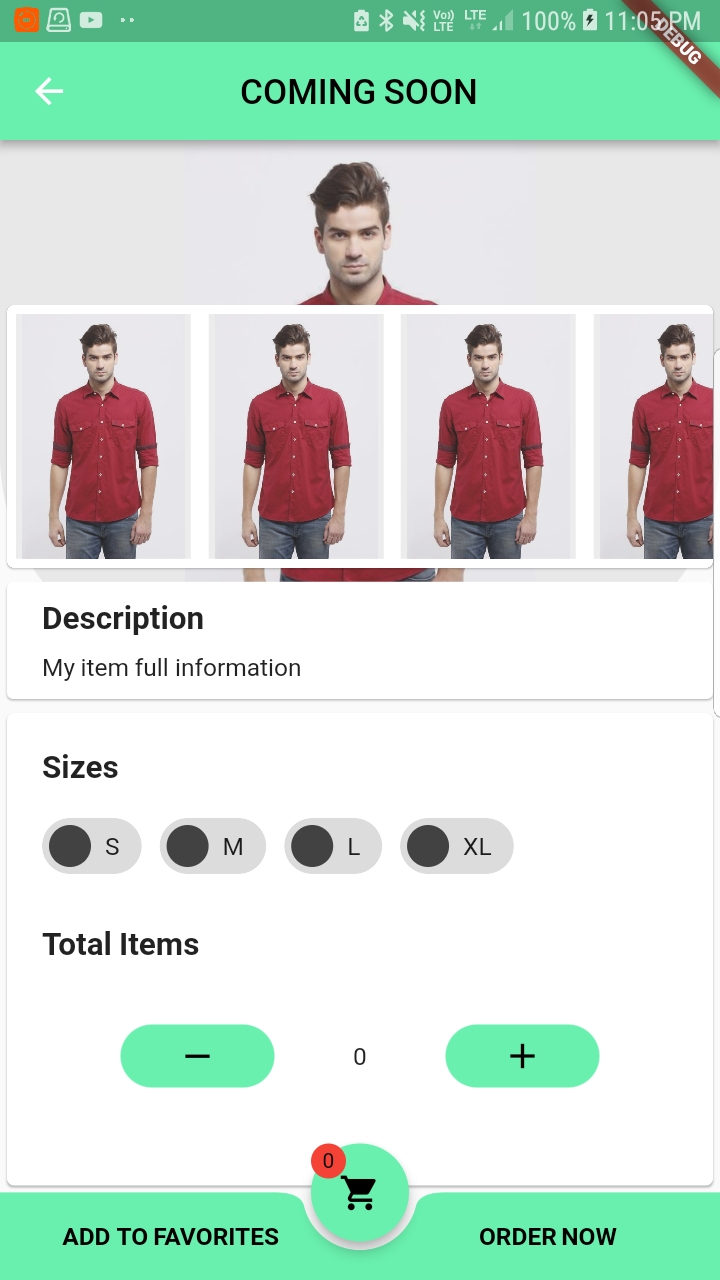 Vo))
LTE
LTE
100%
11:05 PM
DEBUG
COMING SOON
Description
My item full information
Sizes
S
M
L
XL
Total Items
0
0
ADD TO FAVORITES
ORDER NOW